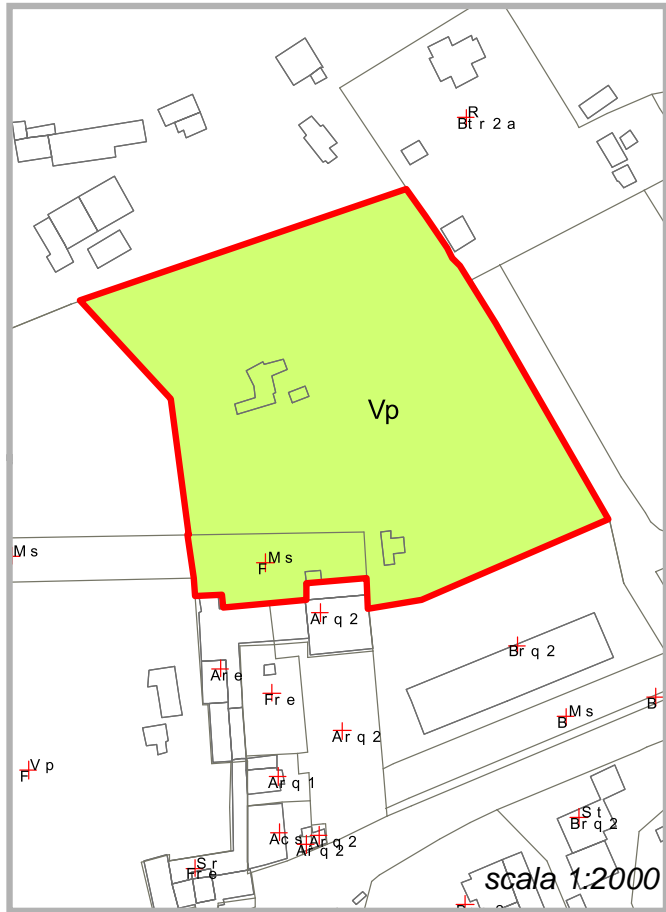 R
Bt r 2 a
Vp
M s
M s
F
Ar q 2
Br q 2
Ar e
Fr e
M s
B
B
Ar q 2
V p
F
Ar q 1
S t
Br q 2
Ac s
Ar q 2
Ar q 2
S r
Fr e
scala 1:2000